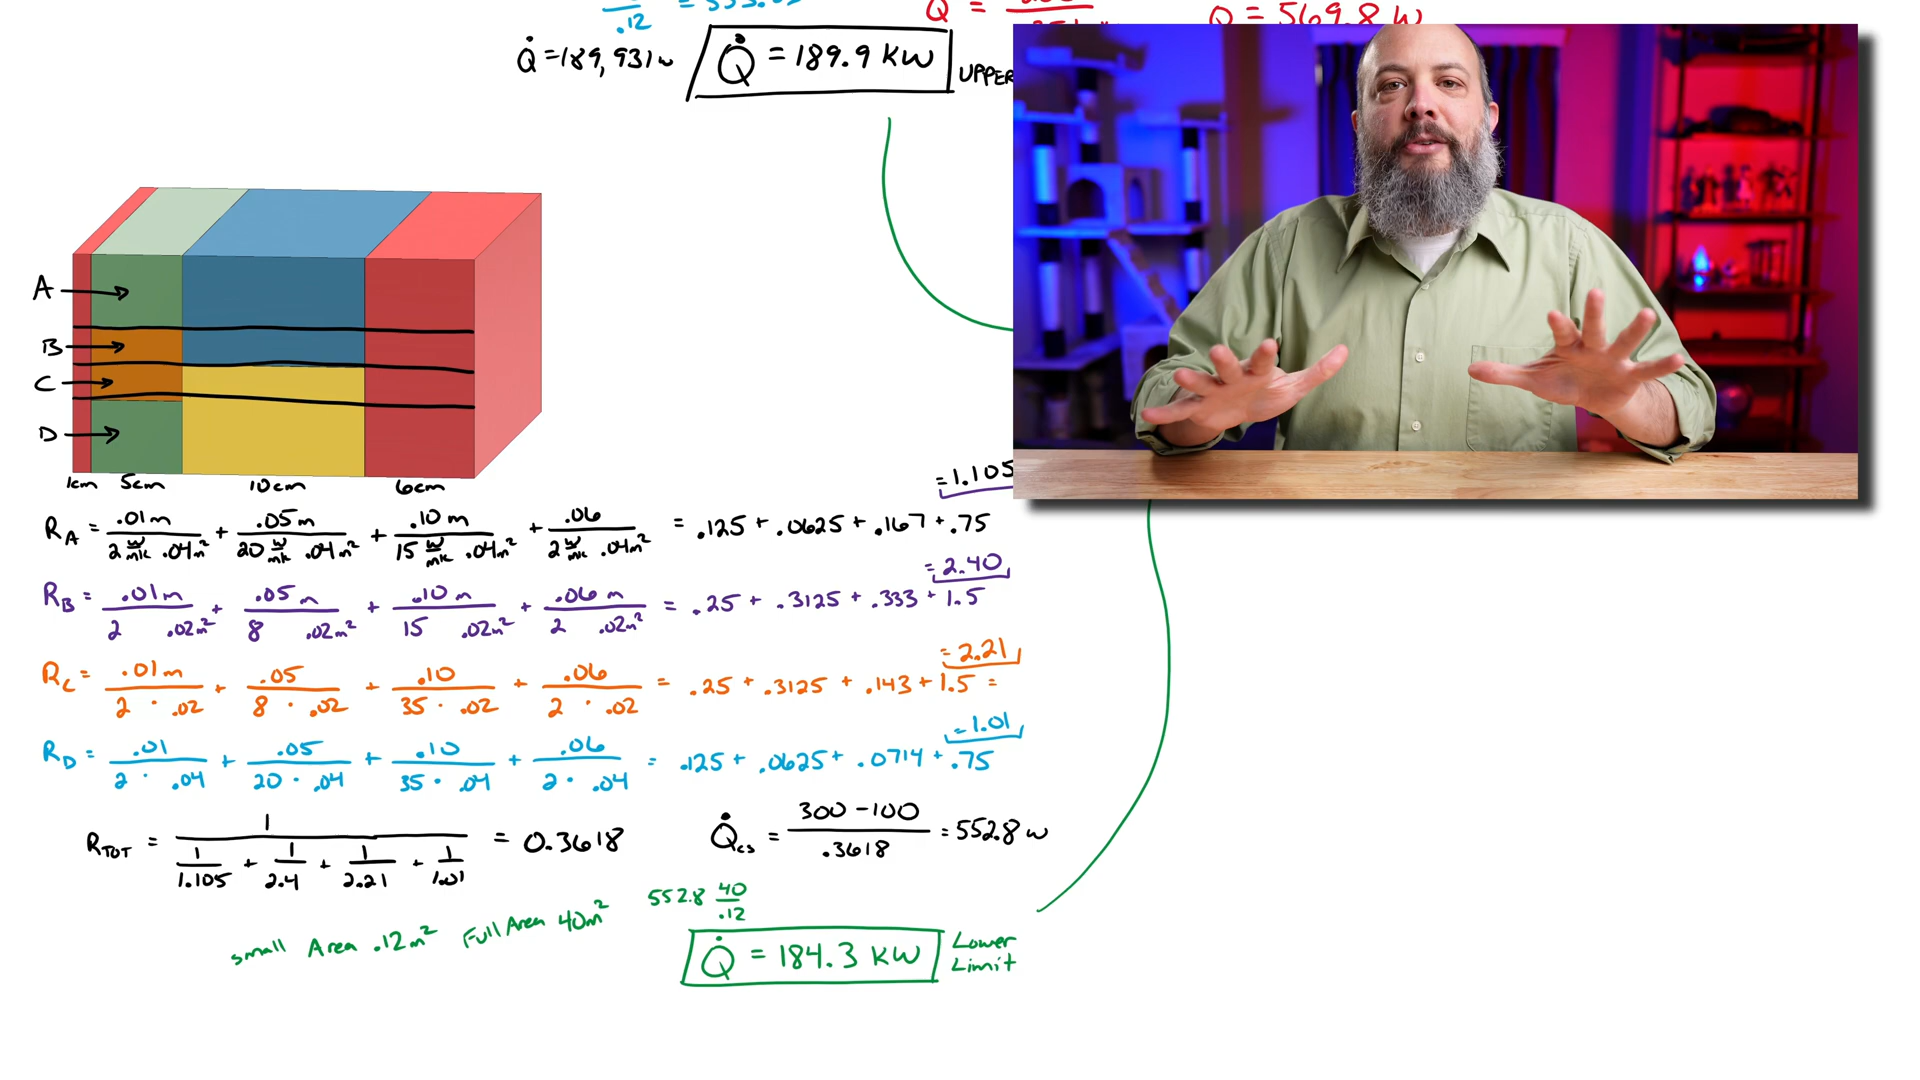 .12
Q̇ =
Q = 569.8 W
Q̇ = 189,931 w
Q̇ = 189.9 KW
UPPER
A
B
C
D
1cm 5cm 10cm 6cm
= 1.105
R_A = .01m / 2 W/mK .04m² + .05m / 20 W/mK .04m² + .10m / 15 W/mK .04m² + .06 / 2 W/mK .04m² = .125 + .0625 + .167 + .75
= 2.40
R_B = .01m / 2 .02m² + .05m / 8 .02m² + .10m / 15 .02m² + .06m / 2 .02m² = .25 + .3125 + .333 + 1.5
= 2.21
R_C = .01m / 2 · .02 + .05 / 8 · .02 + .10 / 35 · .02 + .06 / 2 · .02 = .25 + .3125 + .143 + 1.5 =
= 1.01
R_D = .01 / 2 · .04 + .05 / 20 · .04 + .10 / 35 · .04 + .06 / 2 · .04 = .125 + .0625 + .0714 + .75
R_TOT = 1 / (1/1.105 + 1/2.4 + 1/2.21 + 1/1.01) = 0.3618
Q̇_cs = 300 - 100 / .3618 = 552.8 w
small Area .12m² Full Area 40m²
552.8 40/.12
Q̇ = 184.3 KW
Lower
Limit